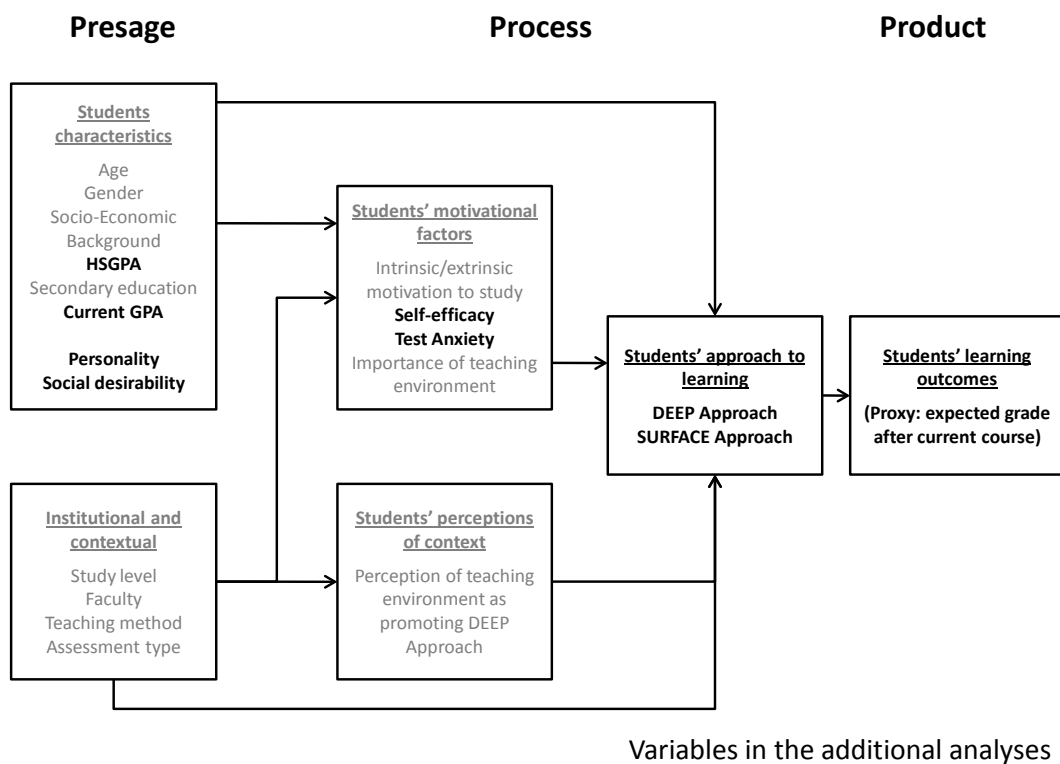 Presage
Process
Product
Students
characteristics
Age
Gender
Socio-Economic
Background
HSGPA
Secondary education
Current GPA
Personality
Social desirability
Students' motivational
factors
Intrinsic/extrinsic
motivation to study
Self-efficacy
Test Anxiety
Importance of teaching
environment
Students' approach to
learning
DEEP Approach
SURFACE Approach
Students' learning
outcomes
(Proxy: expected grade
after current course)
Institutional and
contextual
Study level
Faculty
Teaching method
Assessment type
Students' perceptions
of context
Perception of teaching
environment as
promoting DEEP
Approach
Variables in the additional analyses